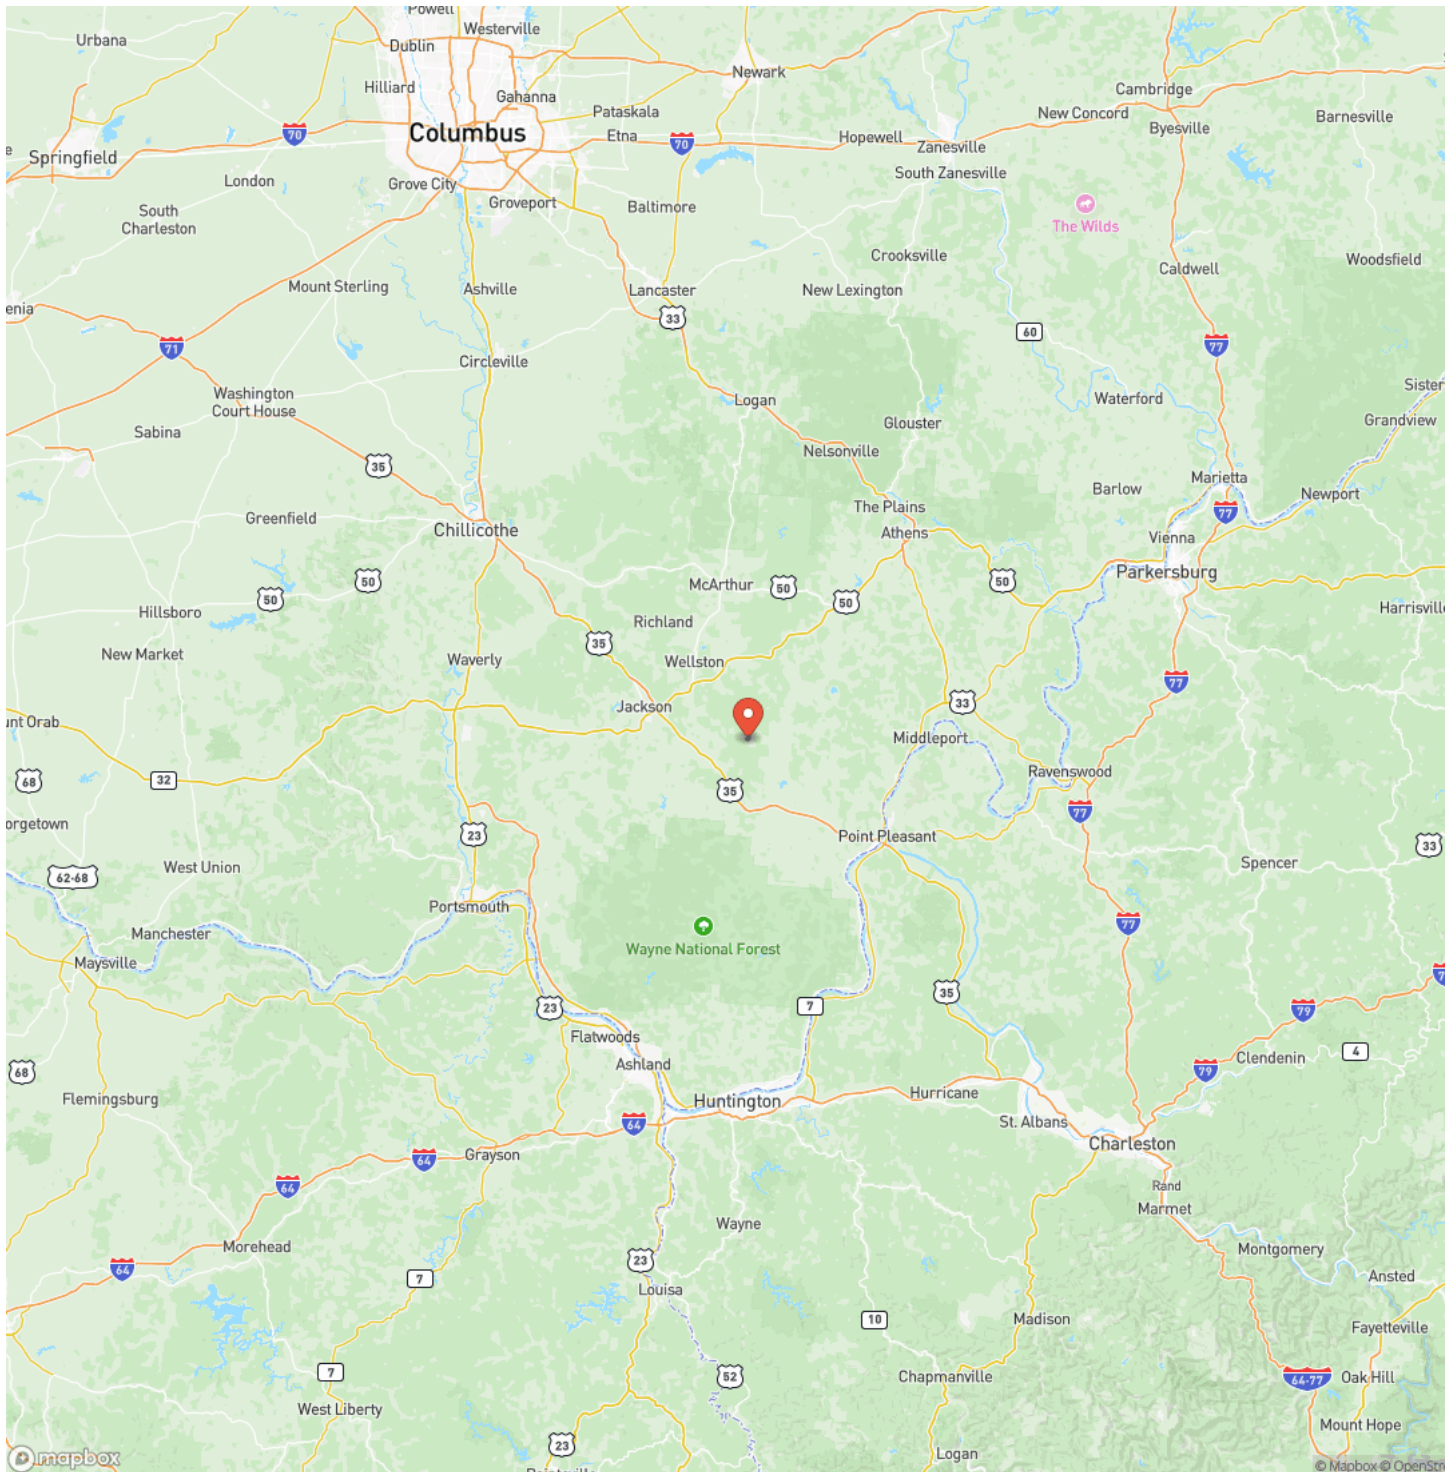 Powell
Urbana
Westerville
Dublin
Newark
Hilliard
Gahanna
Cambridge
Pataskala
New Concord
Barnesville
70
Columbus
Etna
70
Hopewell
Byesville
Springfield
Zanesville
London
Grove City
South Zanesville
Groveport
Baltimore
South
Charleston
The Wilds
Crooksville
Woodsfield
Caldwell
Mount Sterling
Ashville
Lancaster
New Lexington
enia
33
60
71
77
Circleville
Washington
Court House
Logan
Waterford
Sister
Sabina
Glouster
Grandview
35
Nelsonville
Marietta
Barlow
Newport
Greenfield
The Plains
77
Chillicothe
Athens
Vienna
50
McArthur
50
50
Parkersburg
50
50
Hillsboro
Richland
Harrisville
35
New Market
Waverly
Wellston
77
33
Jackson
unt Orab
Middleport
68
32
Ravenswood
35
77
orgetown
23
Point Pleasant
33
62-68
West Union
Spencer
Portsmouth
77
Manchester
Wayne National Forest
Maysville
35
23
7
79
Flatwoods
68
Ashland
79
Clendenin
4
Flemingsburg
Huntington
Hurricane
64
St. Albans
Charleston
64
Grayson
64
Rand
Marmet
Wayne
Morehead
Montgomery
64
23
Ansted
7
Louisa
10
Madison
Fayetteville
7
52
Chapmanville
64-77
Oak Hill
West Liberty
Mount Hope
23
Logan
mapbox
© Mapbox © OpenStre